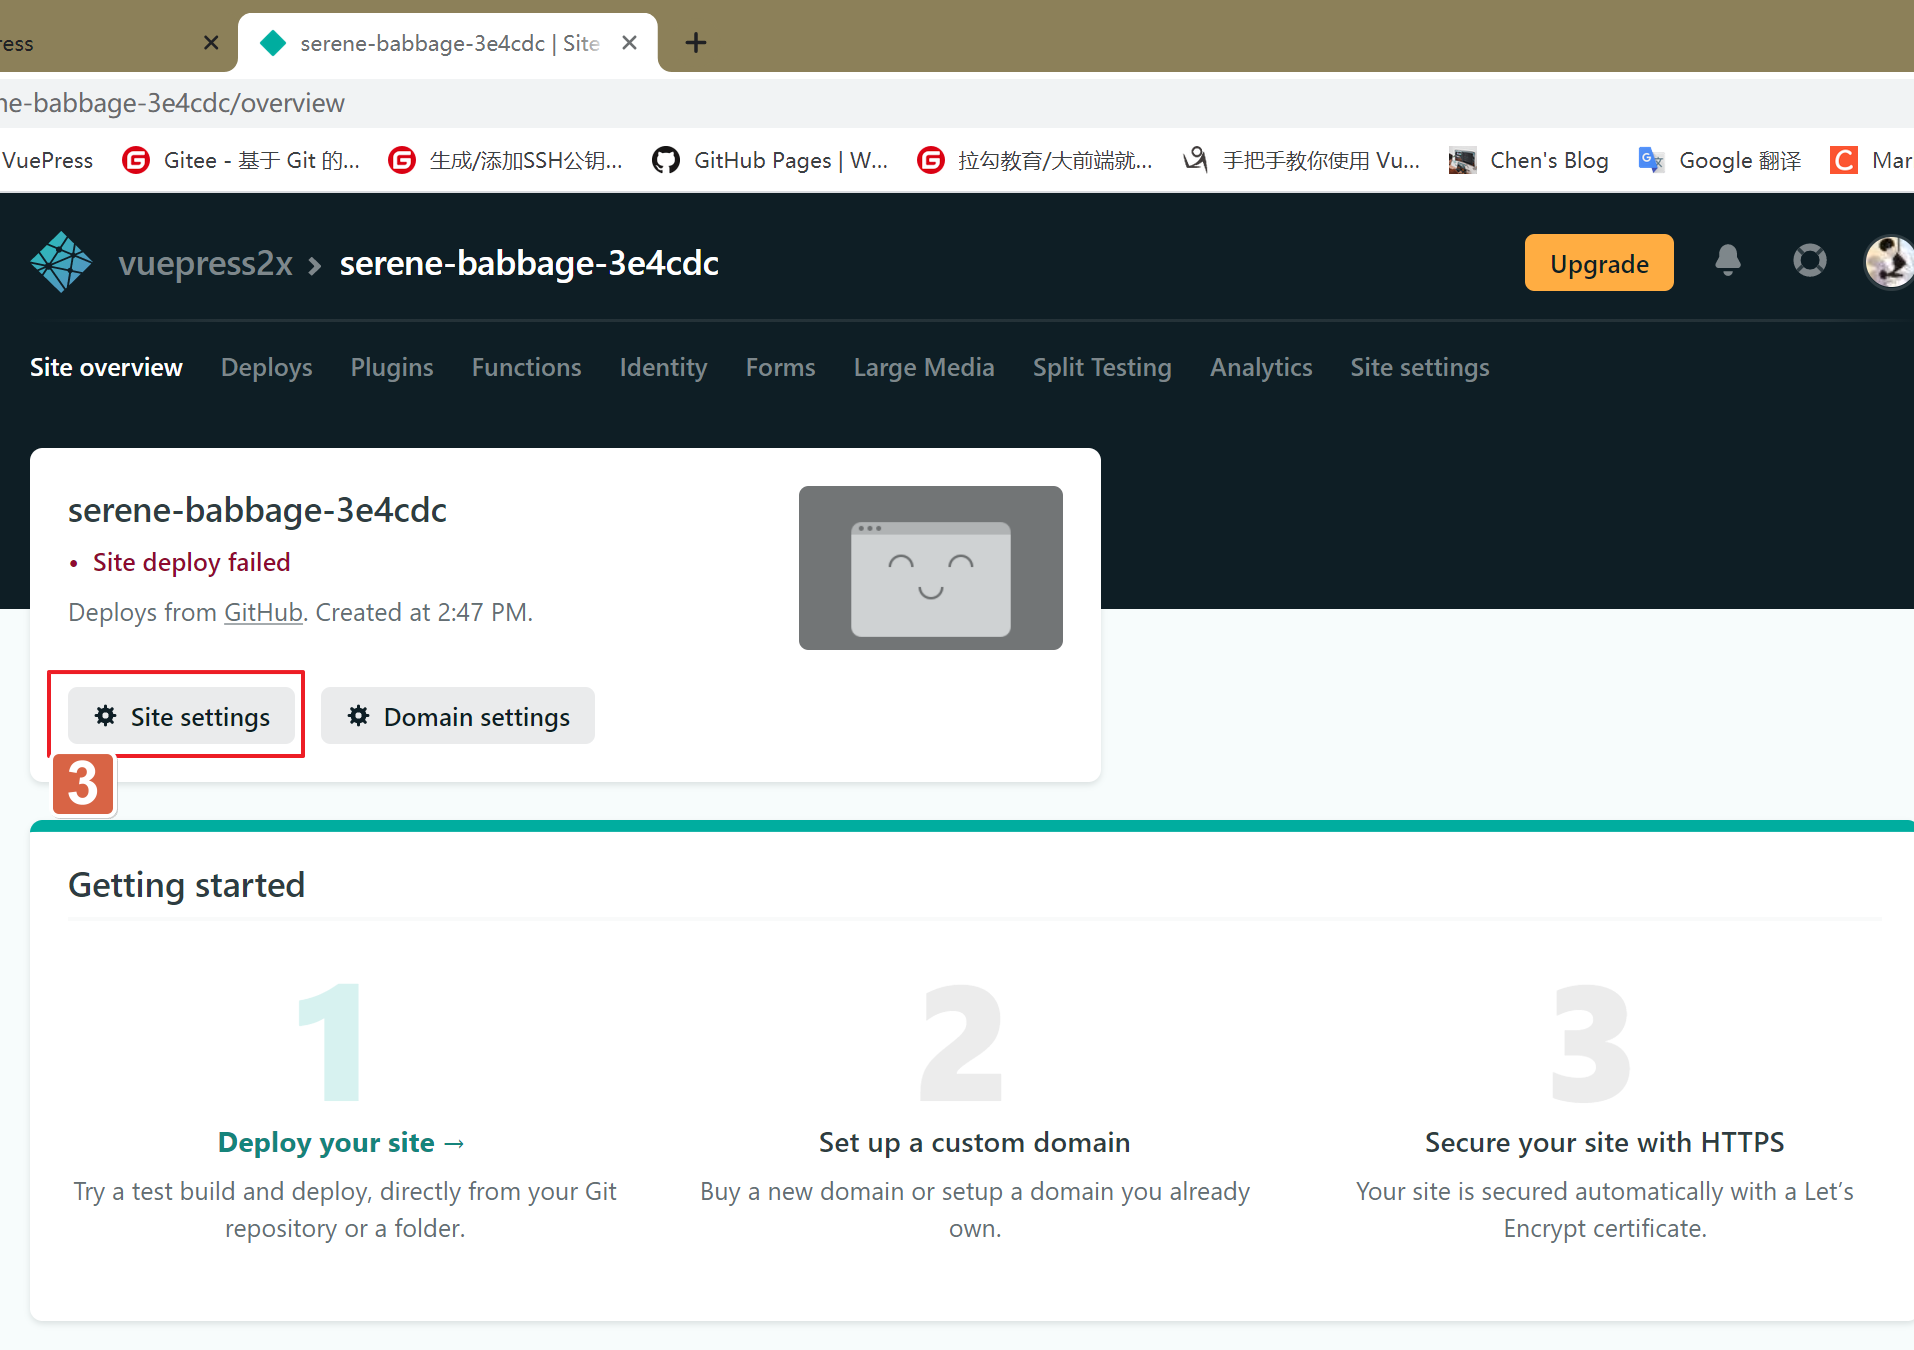 ress
serene-babbage-3e4cdc | Site
ne-babbage-3e4cdc/overview
VuePress Gitee - 基于 Git 的... 生成/添加SSH公钥... GitHub Pages | W... 拉勾教育/大前端就... 手把手教你使用 Vu... Chen's Blog Google 翻译 Mar
vuepress2x serene-babbage-3e4cdc Upgrade
Site overview Deploys Plugins Functions Identity Forms Large Media Split Testing Analytics Site settings
serene-babbage-3e4cdc
• Site deploy failed
Deploys from GitHub. Created at 2:47 PM.
Site settings Domain settings
3
Getting started
1
Deploy your site →
Try a test build and deploy, directly from your Git
repository or a folder.
2
Set up a custom domain
Buy a new domain or setup a domain you already
own.
3
Secure your site with HTTPS
Your site is secured automatically with a Let’s
Encrypt certificate.